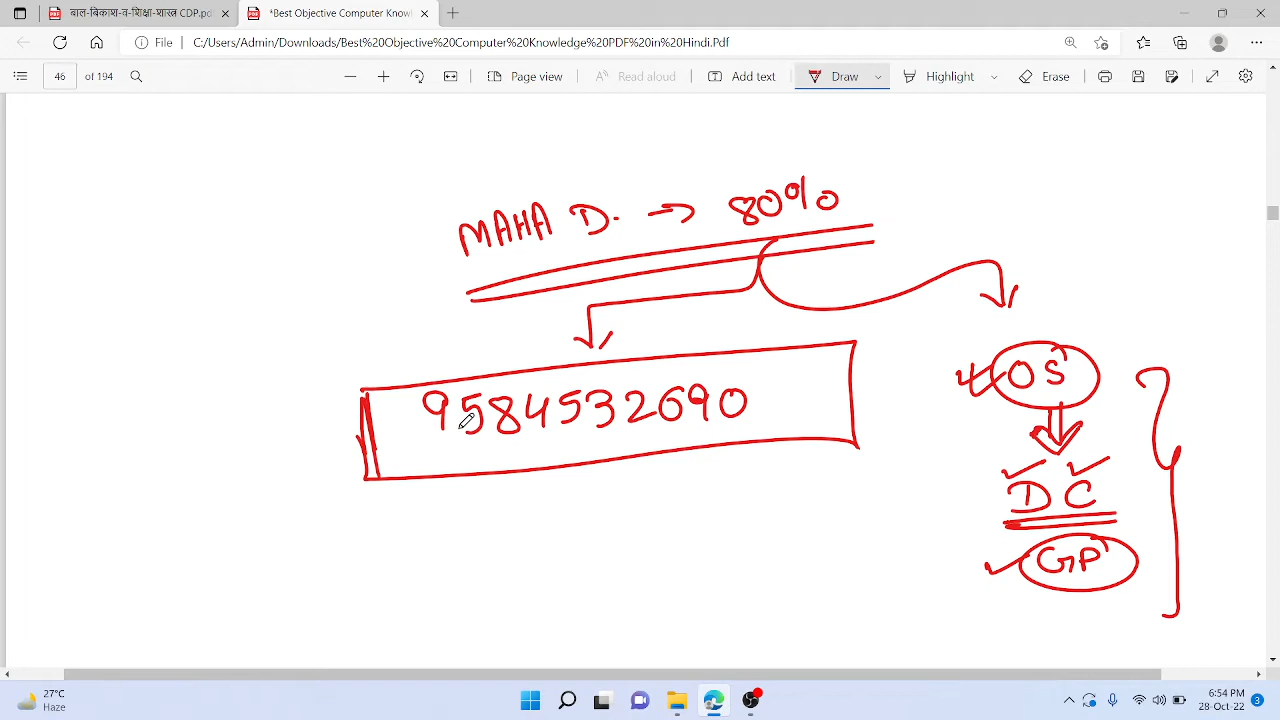 बाल-विकास-व-शिक्षा-शास्त्र CDP.pd
*Best Objective Computer Knowl
File C:/Users/Admin/Downloads/Best%20Objective%20Computer%20Knowledge%20PDF%20in%20Hindi.Pdf
46 of 194 Page view Read aloud Add text Draw Highlight Erase
MAHA D. → 80%
9584532690
OS
D C
GP
27°C
Haze
6:54 PM
28-Oct-22
3